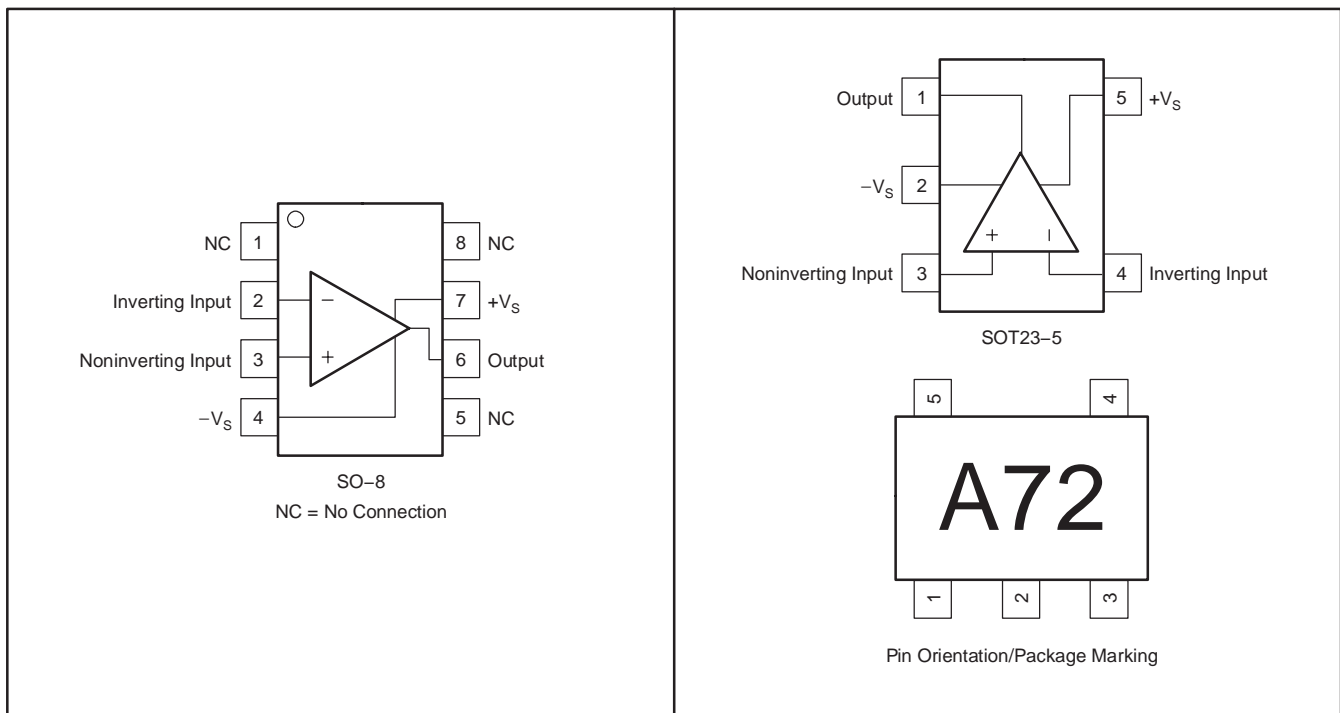 NC 1 8 NC
Inverting Input 2 − 7 +VS
Noninverting Input 3 + 6 Output
−VS 4 5 NC
SO−8
NC = No Connection
Output 1 5 +VS
−VS 2
+ −
Noninverting Input 3 4 Inverting Input
SOT23−5
5 4
A72
1 2 3
Pin Orientation/Package Marking